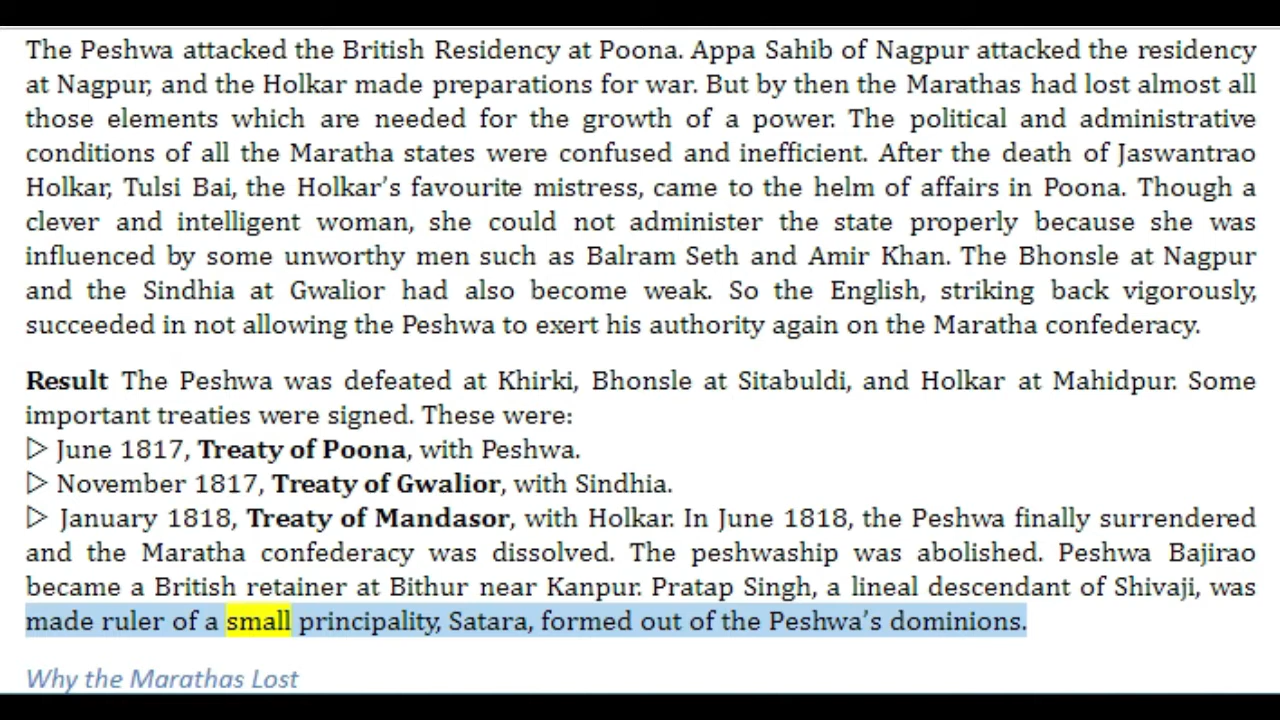 The Peshwa attacked the British Residency at Poona. Appa Sahib of Nagpur attacked the residency
at Nagpur, and the Holkar made preparations for war. But by then the Marathas had lost almost all
those elements which are needed for the growth of a power. The political and administrative
conditions of all the Maratha states were confused and inefficient. After the death of Jaswantrao
Holkar, Tulsi Bai, the Holkar’s favourite mistress, came to the helm of affairs in Poona. Though a
clever and intelligent woman, she could not administer the state properly because she was
influenced by some unworthy men such as Balram Seth and Amir Khan. The Bhonsle at Nagpur
and the Sindhia at Gwalior had also become weak. So the English, striking back vigorously,
succeeded in not allowing the Peshwa to exert his authority again on the Maratha confederacy.
Result The Peshwa was defeated at Khirki, Bhonsle at Sitabuldi, and Holkar at Mahidpur. Some
important treaties were signed. These were:
▷ June 1817, Treaty of Poona, with Peshwa.
▷ November 1817, Treaty of Gwalior, with Sindhia.
▷ January 1818, Treaty of Mandasor, with Holkar. In June 1818, the Peshwa finally surrendered
and the Maratha confederacy was dissolved. The peshwaship was abolished. Peshwa Bajirao
became a British retainer at Bithur near Kanpur. Pratap Singh, a lineal descendant of Shivaji, was
made ruler of a small principality, Satara, formed out of the Peshwa’s dominions.
Why the Marathas Lost